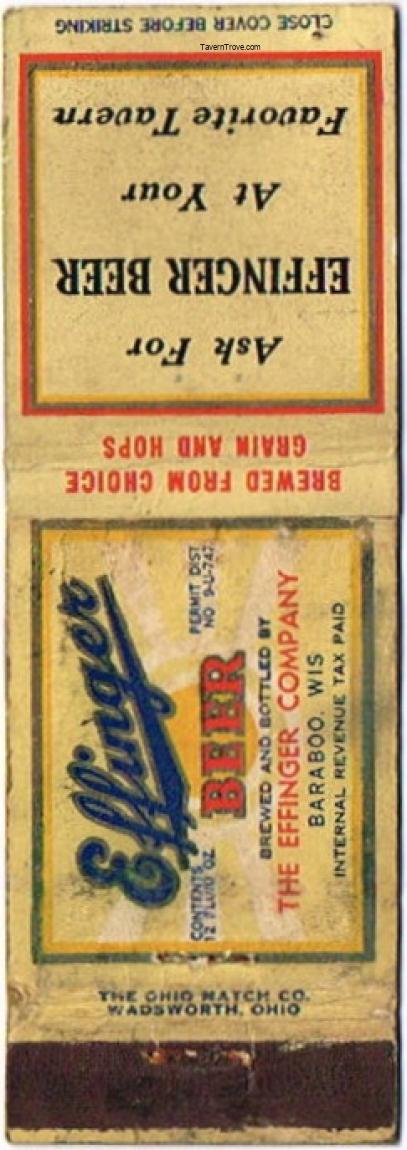 CLOSE COVER BEFORE STRIKING
TavernTrove.com
Ask For
EFFINGER BEER
At Your
Favorite Tavern
BREWED FROM CHOICE
GRAIN AND HOPS
Effinger
CONTENTS
12 FLUID OZ
PERMIT DIST
NO 9-U-742
BEER
BREWED AND BOTTLED BY
THE EFFINGER COMPANY
BARABOO, WIS
INTERNAL REVENUE TAX PAID
THE OHIO MATCH CO.
WADSWORTH, OHIO